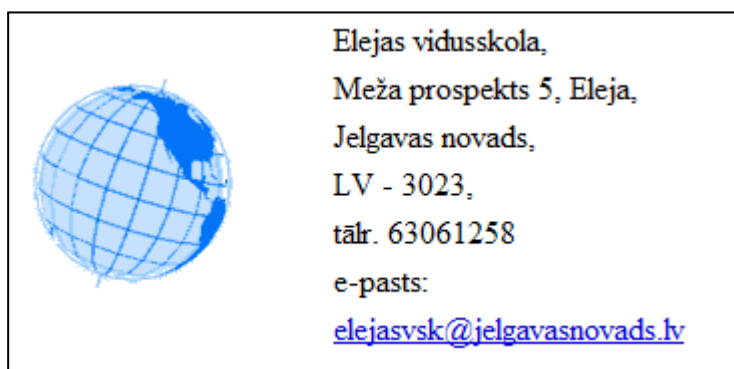 Elejas vidusskola,
Meža prospekts 5, Eleja,
Jelgavas novads,
LV - 3023,
tālr. 63061258
e-pasts:
elejasvsk@jelgavasnovads.lv